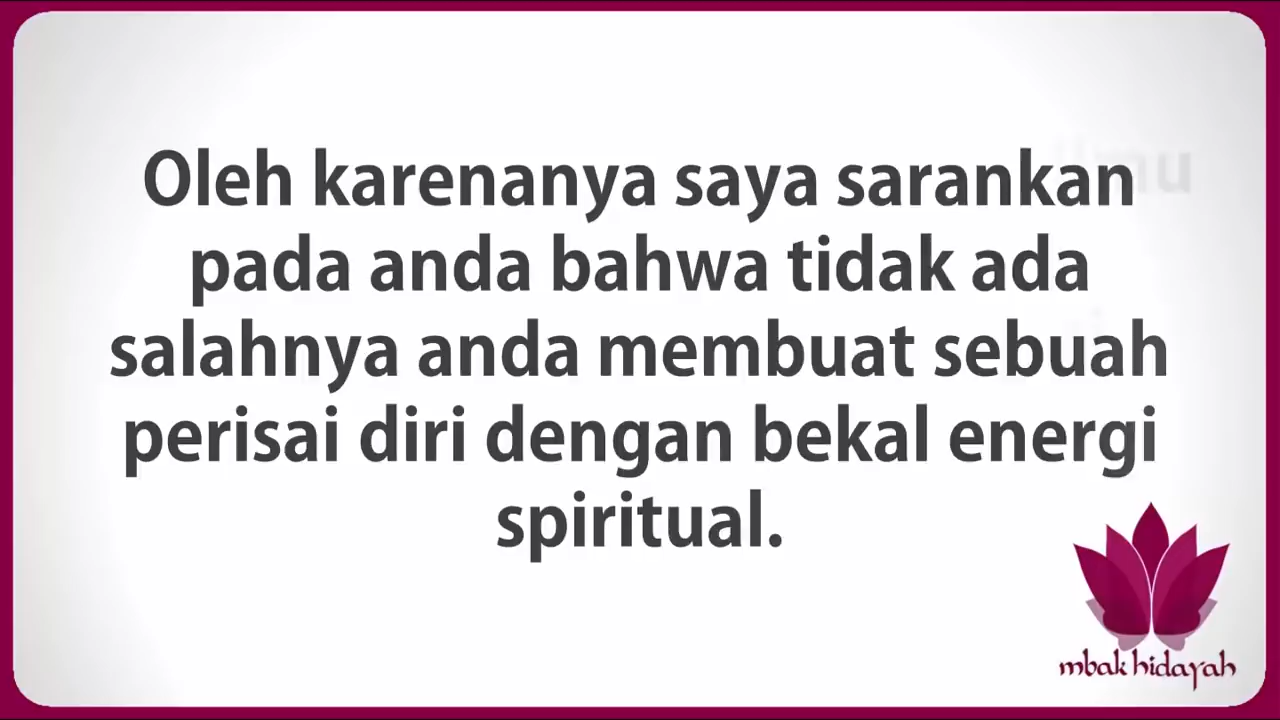 Oleh karenanya saya sarankan
pada anda bahwa tidak ada
salahnya anda membuat sebuah
perisai diri dengan bekal energi
spiritual.
mbak hidayah